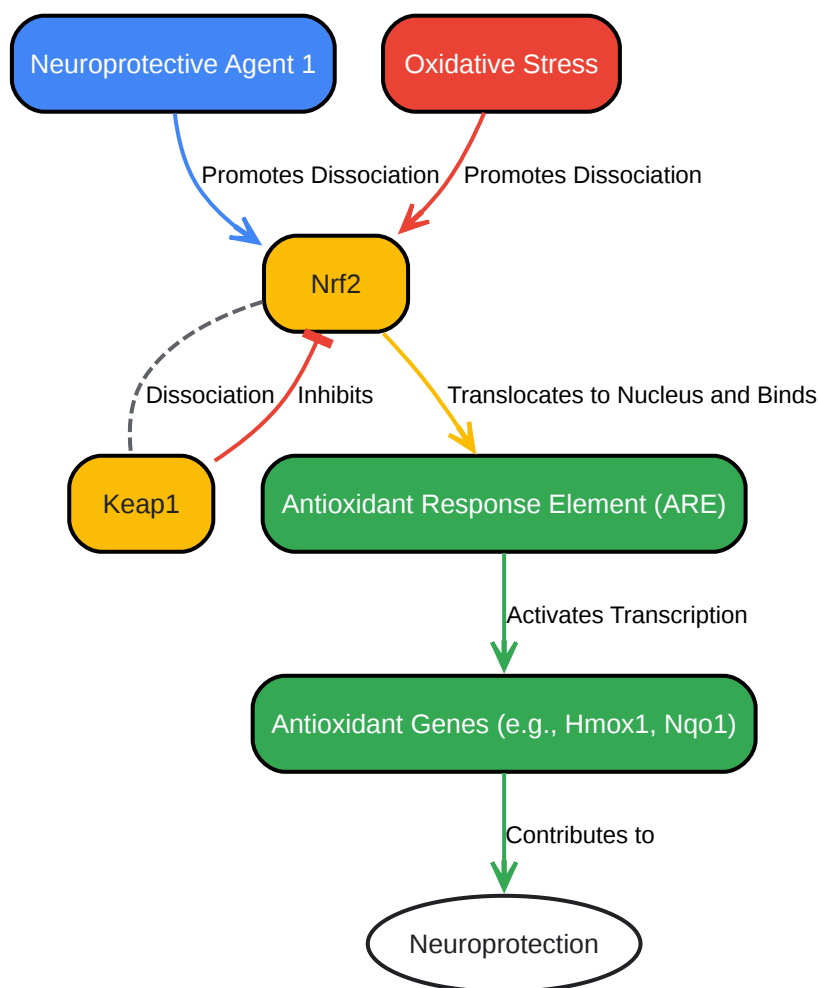 Neuroprotective Agent 1
Oxidative Stress
Promotes Dissociation
Promotes Dissociation
Nrf2
Dissociation
Inhibits
Translocates to Nucleus and Binds
Keap1
Antioxidant Response Element (ARE)
Activates Transcription
Antioxidant Genes (e.g., Hmox1, Nqo1)
Contributes to
Neuroprotection